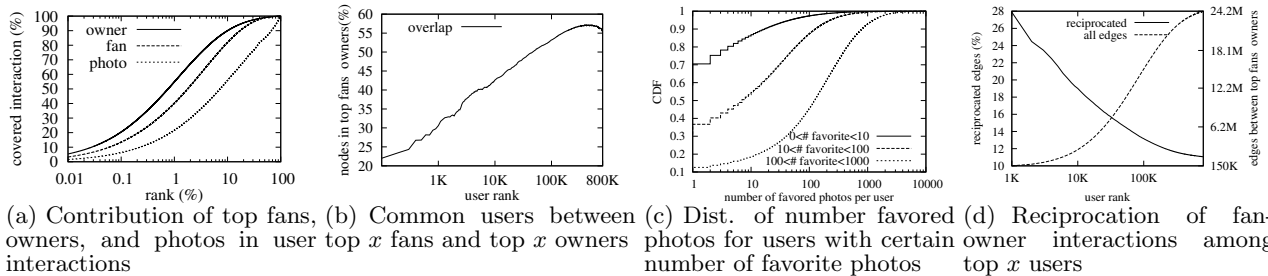 covered interaction (%)
100
90
80
70
60
50
40
30
20
10
0
owner
fan
photo
0.01 0.1 1 10 100
rank (%)
nodes in top fans owners(%)
60
55
50
45
40
35
30
25
20
overlap
1K 10K 100K 800K
user rank
CDF
1
0.9
0.8
0.7
0.6
0.5
0.4
0.3
0.2
0.1
0<# favorite<10
10<# favorite<100
100<# favorite<1000
1 10 100 1000 10000
number of favored photos per user
reciprocated edges (%)
28
26
24
22
20
18
16
14
12
10
reciprocated
all edges
24.2M
18.1M
12.2M
6.2M
150K
edges between top fans owners
1K 10K 100K
user rank
(a) Contribution of top fans,
owners, and photos in user
interactions
(b) Common users between
top x fans and top x owners
(c) Dist. of number favored
photos for users with certain
number of favorite photos
(d) Reciprocation of fan-
owner interactions among
top x users